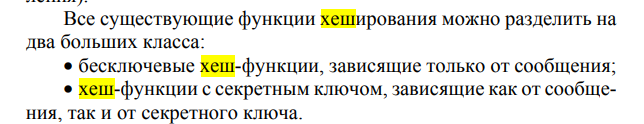 Все существующие функции хеширования можно разделить на
два больших класса:
• бесключевые хеш-функции, зависящие только от сообщения;
• хеш-функции с секретным ключом, зависящие как от сообще-
ния, так и от секретного ключа.